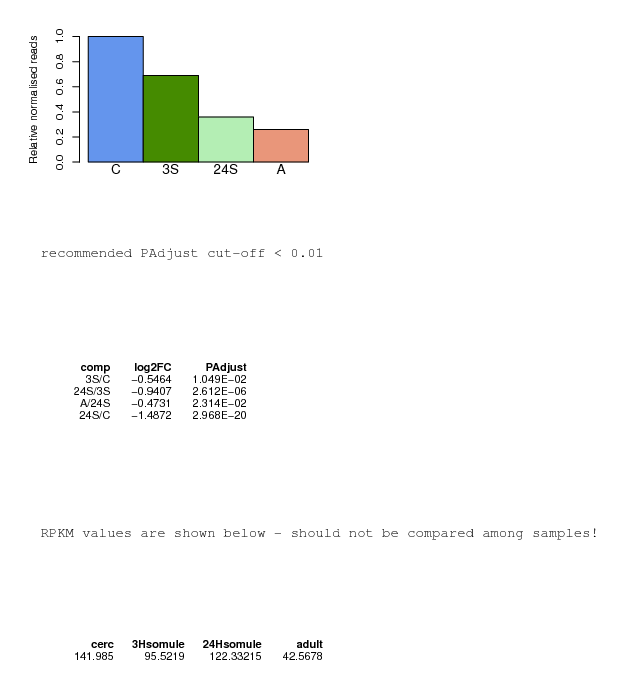 Relative normalised reads
1.0
0.8
0.6
0.4
0.2
0.0
C 3S 24S A
recommended PAdjust cut-off < 0.01
comp log2FC PAdjust
3S/C −0.5464 1.049E−02
24S/3S −0.9407 2.612E−06
A/24S −0.4731 2.314E−02
24S/C −1.4872 2.968E−20
RPKM values are shown below - should not be compared among samples!
cerc 3Hsomule 24Hsomule adult
141.985 95.5219 122.33215 42.5678